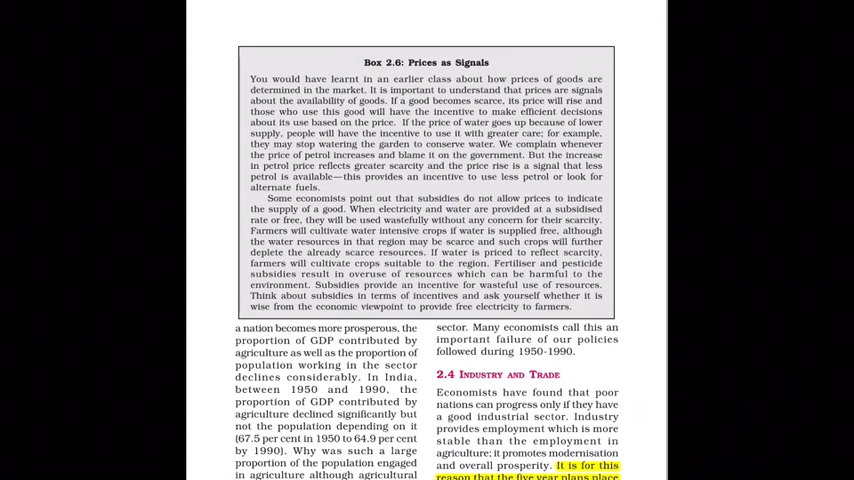 Box 2.6: Prices as Signals
You would have learnt in an earlier class about how prices of goods are
determined in the market. It is important to understand that prices are signals
about the availability of goods. If a good becomes scarce, its price will rise and
those who use this good will have the incentive to make efficient decisions
about its use based on the price. If the price of water goes up because of lower
supply, people will have the incentive to use it with greater care; for example,
they may stop watering the garden to conserve water. We complain whenever
the price of petrol increases and blame it on the government. But the increase
in petrol price reflects greater scarcity and the price rise is a signal that less
petrol is available—this provides an incentive to use less petrol or look for
alternate fuels.
Some economists point out that subsidies do not allow prices to indicate
the supply of a good. When electricity and water are provided at a subsidised
rate or free, they will be used wastefully without any concern for their scarcity.
Farmers will cultivate water intensive crops if water is supplied free, although
the water resources in that region may be scarce and such crops will further
deplete the already scarce resources. If water is priced to reflect scarcity,
farmers will cultivate crops suitable to the region. Fertiliser and pesticide
subsidies result in overuse of resources which can be harmful to the
environment. Subsidies provide an incentive for wasteful use of resources.
Think about subsidies in terms of incentives and ask yourself whether it is
wise from the economic viewpoint to provide free electricity to farmers.
a nation becomes more prosperous, the
proportion of GDP contributed by
agriculture as well as the proportion of
population working in the sector
declines considerably. In India,
between 1950 and 1990, the
proportion of GDP contributed by
agriculture declined significantly but
not the population depending on it
(67.5 per cent in 1950 to 64.9 per cent
by 1990). Why was such a large
proportion of the population engaged
in agriculture although agricultural
sector. Many economists call this an
important failure of our policies
followed during 1950-1990.
2.4 INDUSTRY AND TRADE
Economists have found that poor
nations can progress only if they have
a good industrial sector. Industry
provides employment which is more
stable than the employment in
agriculture; it promotes modernisation
and overall prosperity. It is for this
reason that the five year plans place